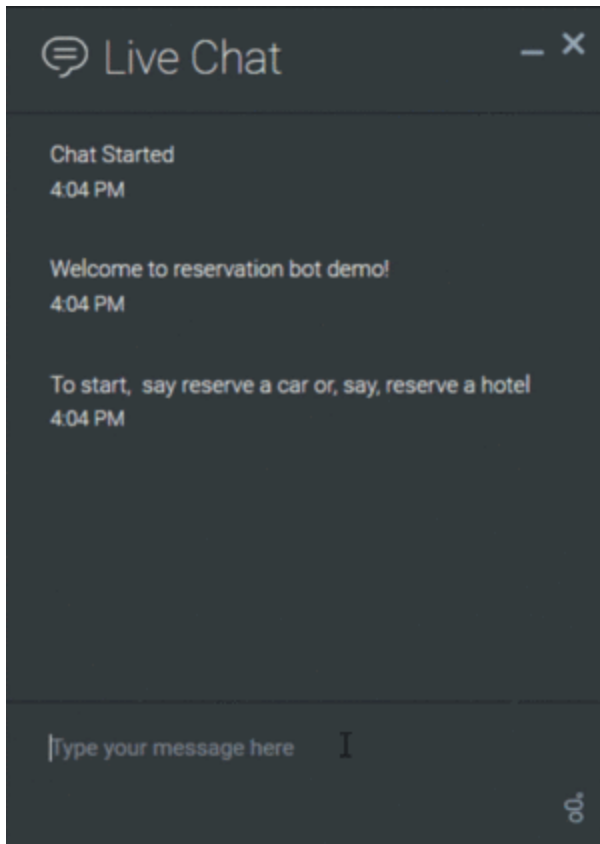 Live Chat
Chat Started
4:04 PM
Welcome to reservation bot demo!
4:04 PM
To start,  say reserve a car or, say, reserve a hotel
4:04 PM
Type your message here